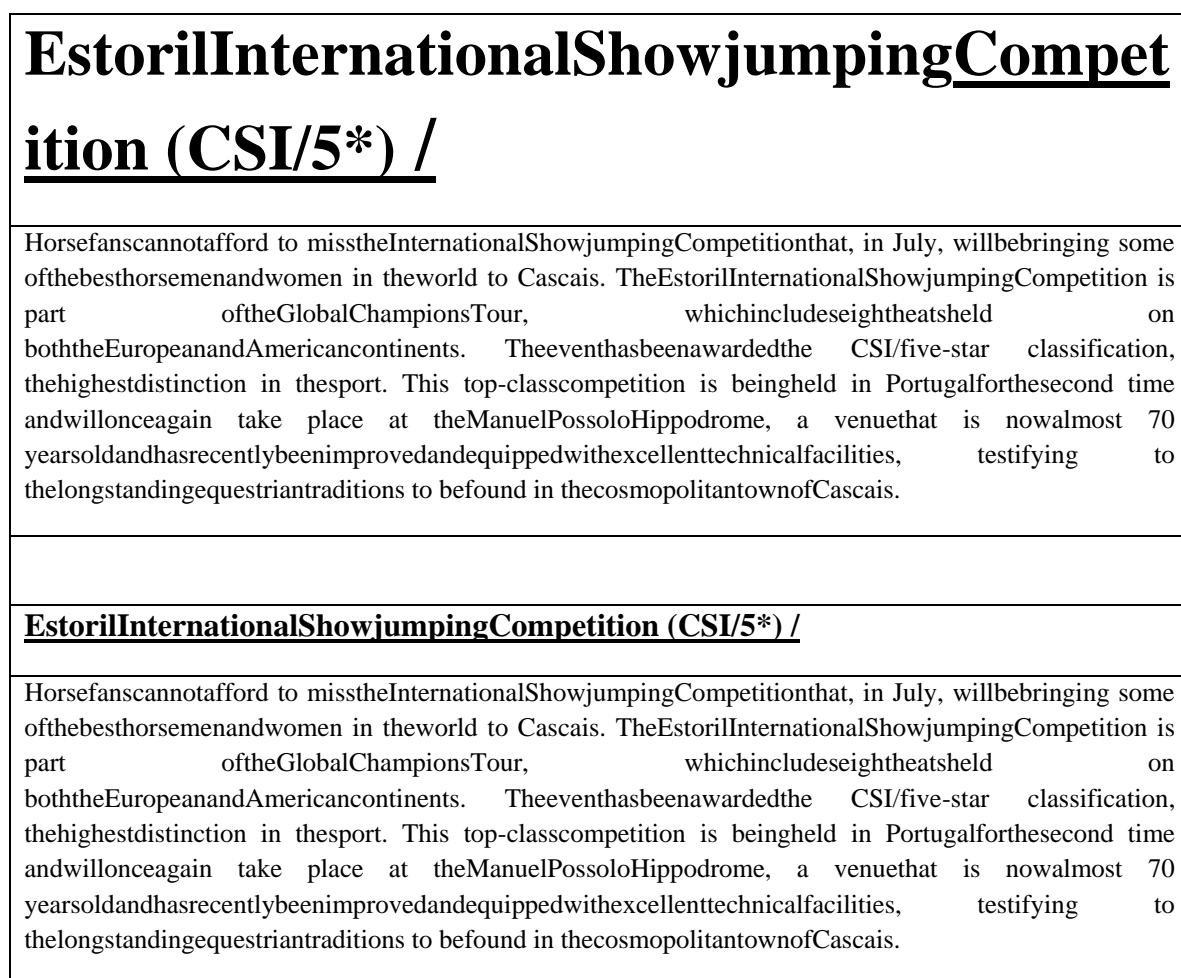 EstorilInternationalShowjumpingCompet
ition (CSI/5*) /
Horsefanscannotafford to misstheInternationalShowjumpingCompetitionthat, in July, willbebringing some
ofthebesthorsemenandwomen in theworld to Cascais. TheEstorilInternationalShowjumpingCompetition is
part oftheGlobalChampionsTour, whichincludeseightheatsheld on
boththeEuropeanandAmericancontinents. Theeventhasbeenawardedthe CSI/five-star classification,
thehighestdistinction in thesport. This top-classcompetition is beingheld in Portugalforthesecond time
andwillonceagain take place at theManuelPossoloHippodrome, a venuethat is nowalmost 70
yearsoldandhasrecentlybeenimprovedandequippedwithexcellenttechnicalfacilities, testifying to
thelongstandingequestriantraditions to befound in thecosmopolitantownofCascais.
EstorilInternationalShowjumpingCompetition (CSI/5*) /
Horsefanscannotafford to misstheInternationalShowjumpingCompetitionthat, in July, willbebringing some
ofthebesthorsemenandwomen in theworld to Cascais. TheEstorilInternationalShowjumpingCompetition is
part oftheGlobalChampionsTour, whichincludeseightheatsheld on
boththeEuropeanandAmericancontinents. Theeventhasbeenawardedthe CSI/five-star classification,
thehighestdistinction in thesport. This top-classcompetition is beingheld in Portugalforthesecond time
andwillonceagain take place at theManuelPossoloHippodrome, a venuethat is nowalmost 70
yearsoldandhasrecentlybeenimprovedandequippedwithexcellenttechnicalfacilities, testifying to
thelongstandingequestriantraditions to befound in thecosmopolitantownofCascais.